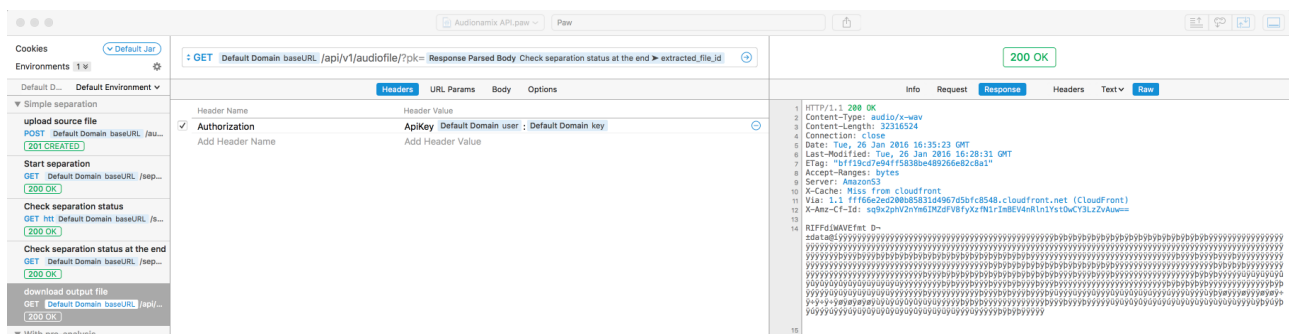 Audionamix API.paw
Paw
Cookies
Default Jar
Environments 1
Default D... Default Environment
Simple separation
upload source file
POST Default Domain baseURL /au...
201 CREATED
Start separation
GET Default Domain baseURL /sep...
200 OK
Check separation status
GET htt Default Domain baseURL /s...
200 OK
Check separation status at the end
GET Default Domain baseURL /sep...
200 OK
download output file
GET Default Domain baseURL /api/...
200 OK
With pre-analysis
GET Default Domain baseURL /api/v1/audiofile/?pk= Response Parsed Body Check separation status at the end ➤ extracted_file_id
Headers URL Params Body Options
Header Name Header Value
Authorization ApiKey Default Domain user : Default Domain key
Add Header Name Add Header Value
200 OK
Info Request Response Headers Text Raw
1 HTTP/1.1 200 OK
2 Content-Type: audio/x-wav
3 Content-Length: 32316524
4 Connection: close
5 Date: Tue, 26 Jan 2016 16:35:23 GMT
6 Last-Modified: Tue, 26 Jan 2016 16:28:31 GMT
7 ETag: "bff19cd7e94ff5838be489266e82c8a1"
8 Accept-Ranges: bytes
9 Server: AmazonS3
10 X-Cache: Miss from cloudfront
11 Via: 1.1 fff66e2ed200b85831d4967d5bfc8548.cloudfront.net (CloudFront)
12 X-Amz-Cf-Id:
13
14 RIFFdíWAVEfmt D¬
±data@í
15